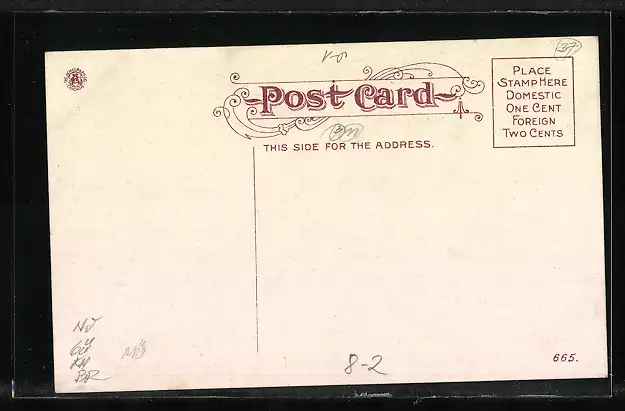 37
Post Card
PLACE
STAMP HERE
DOMESTIC
ONE CENT
FOREIGN
TWO CENTS
THIS SIDE FOR THE ADDRESS.
8-2
665.